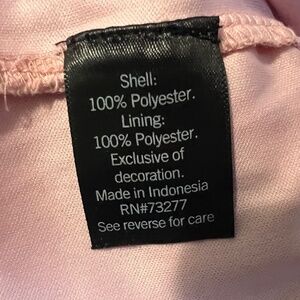 Shell:
100% Polyester.
Lining:
100% Polyester.
Exclusive of
decoration.
Made in Indonesia
RN#73277
See reverse for care